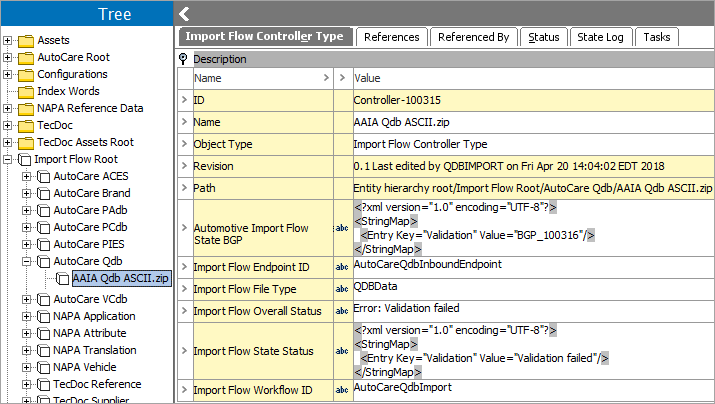 Tree
Assets
AutoCare Root
Configurations
Index Words
NAPA Reference Data
TecDoc
TecDoc Assets Root
Import Flow Root
AutoCare ACES
AutoCare Brand
AutoCare PAdb
AutoCare PCdb
AutoCare PIES
AutoCare Qdb
AAIA Qdb ASCII.zip
AutoCare VCdb
NAPA Application
NAPA Attribute
NAPA Translation
NAPA Vehicle
TecDoc Reference
TecDoc Supplier
Import Flow Controller Type References Referenced By Status State Log Tasks
Description
Name > > Value
> ID Controller-100315
> Name AAIA Qdb ASCII.zip
> Object Type Import Flow Controller Type
> Revision 0.1 Last edited by QDBIMPORT on Fri Apr 20 14:04:02 EDT 2018
> Path Entity hierarchy root/Import Flow Root/AutoCare Qdb/AAIA Qdb ASCII.zip
<?xml version="1.0" encoding="UTF-8"?>
> Automotive Import Flow State BGP abc <StringMap>
<Entry Key="Validation" Value="BGP_100316"/>
</StringMap>
> Import Flow Endpoint ID abc AutoCareQdbInboundEndpoint
> Import Flow File Type abc QDBData
> Import Flow Overall Status abc Error: Validation failed
<?xml version="1.0" encoding="UTF-8"?>
> Import Flow State Status abc <StringMap>
<Entry Key="Validation" Value="Validation failed"/>
</StringMap>
> Import Flow Workflow ID abc AutoCareQdbImport